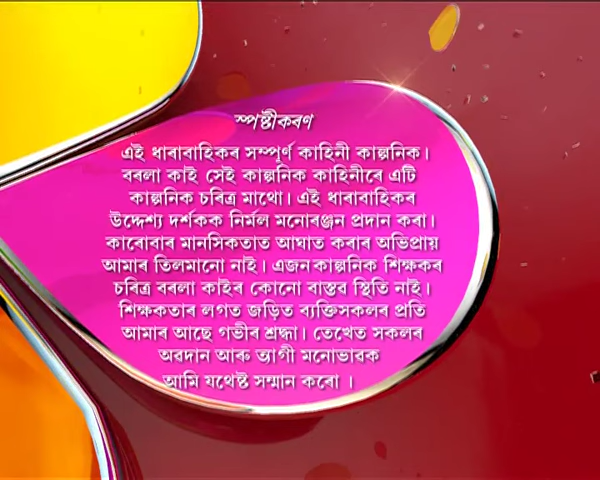 স্পষ্টীকৰণ
এই ধাৰাবাহিকৰ সম্পূৰ্ণ কাহিনী কাল্পনিক।
বৰলা কাই সেই কাল্পনিক কাহিনীৰে এটি
কাল্পনিক চৰিত্ৰ মাথো। এই ধাৰাবাহিকৰ
উদ্দেশ্য দৰ্শকক নিৰ্মল মনোৰঞ্জন প্ৰদান কৰা।
কাৰোবাৰ মানসিকতাত আঘাত কৰাৰ অভিপ্ৰায়
আমাৰ তিলমানো নাই। এজন কাল্পনিক শিক্ষকৰ
চৰিত্ৰ বৰলা কাইৰ কোনো বাস্তৱ স্থিতি নাই।
শিক্ষকতাৰ লগত জড়িত ব্যক্তিসকলৰ প্ৰতি
আমাৰ আছে গভীৰ শ্ৰদ্ধা। তেখেত সকলৰ
অৱদান আৰু ত্যাগী মনোভাৱক
আমি যথেষ্ট সন্মান কৰো ।